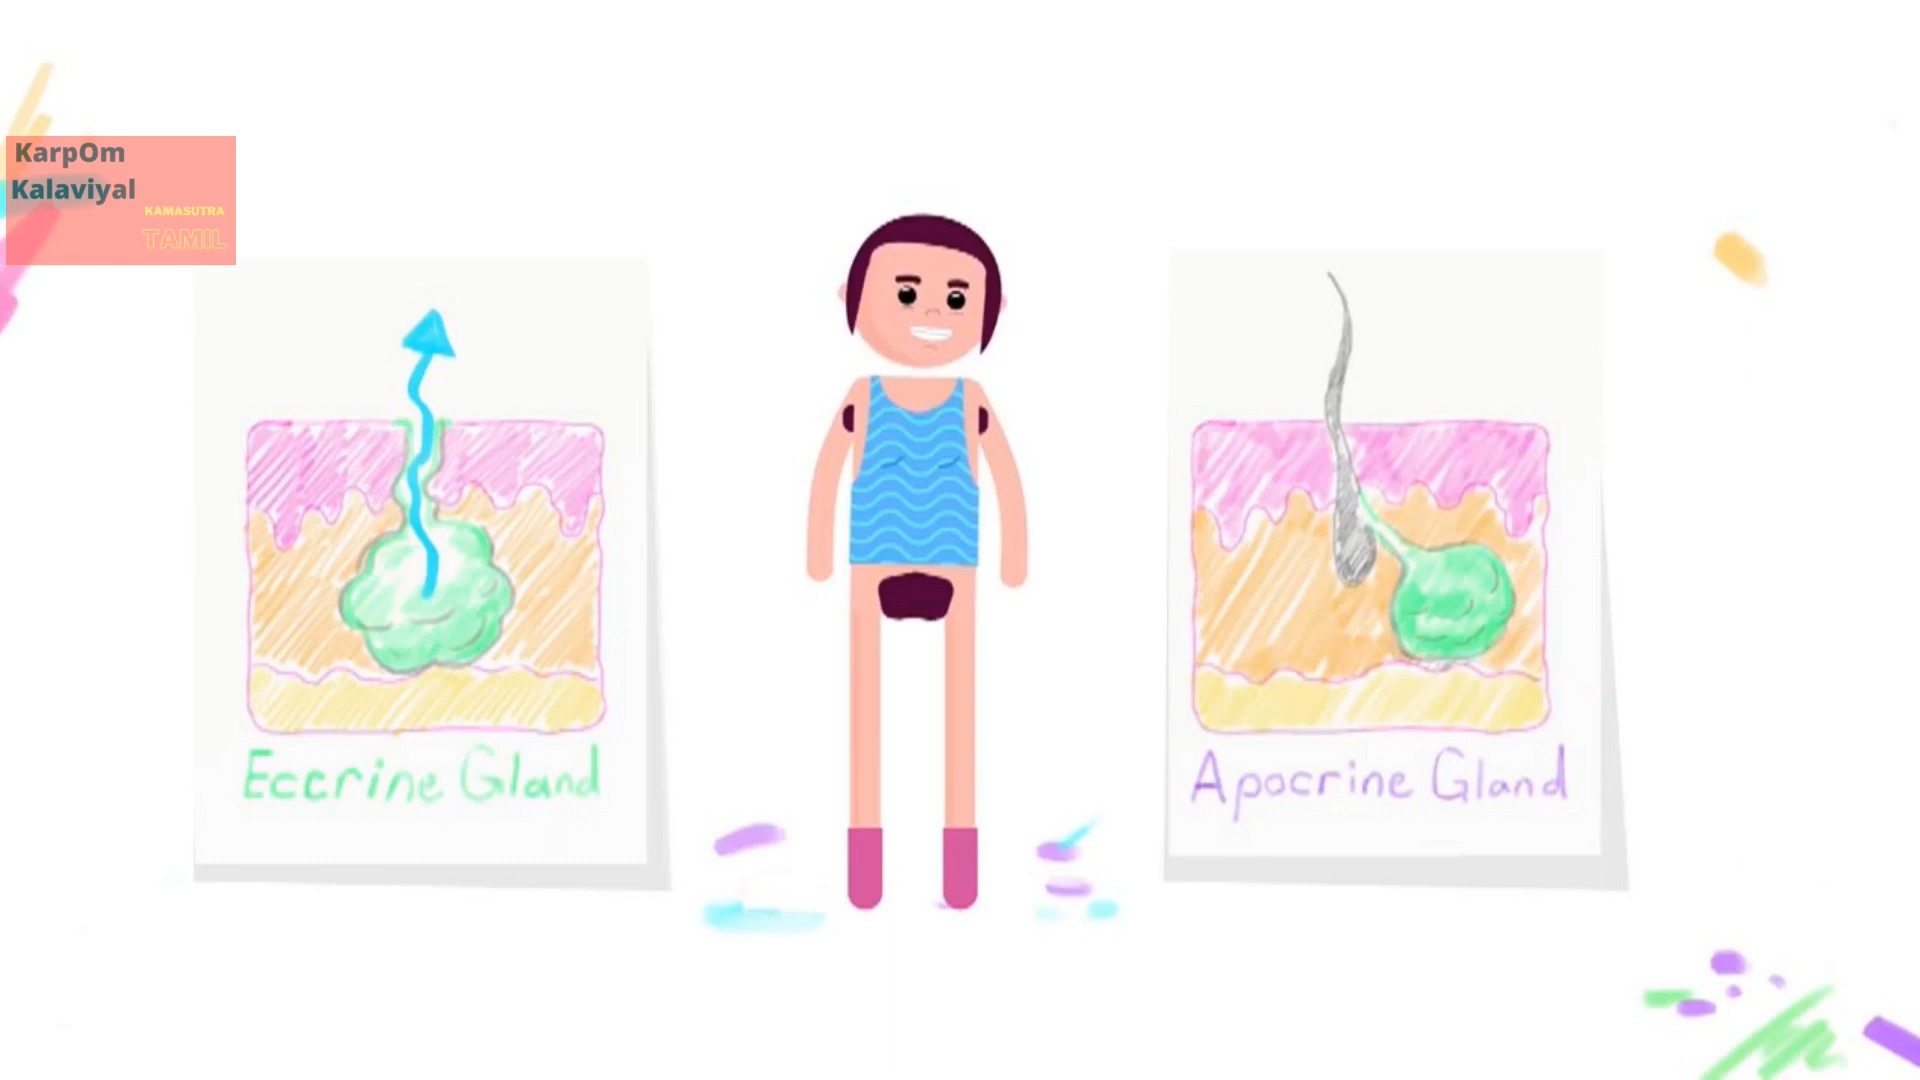 KarpOm
Kalaviyal
KAMASUTRA
TAMIL
Eccrine Gland
Apocrine Gland